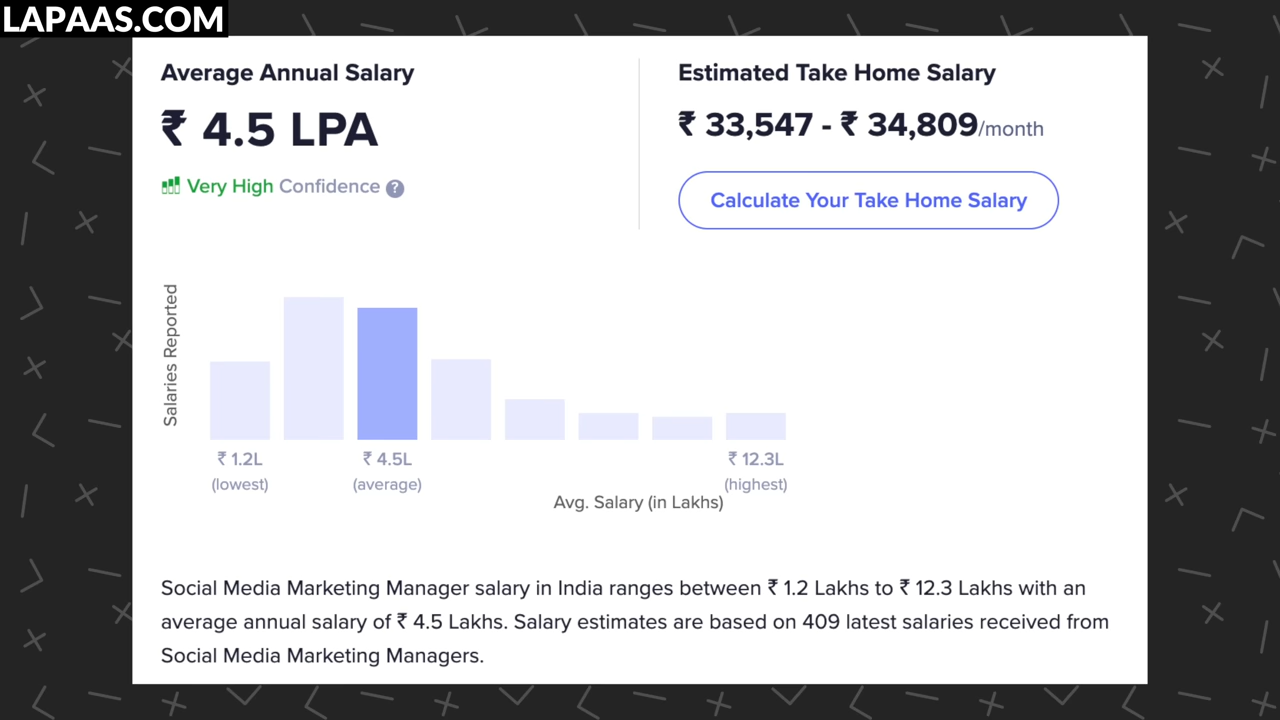 LAPAAS.COM
Average Annual Salary
₹ 4.5 LPA
Very High Confidence ?
Estimated Take Home Salary
₹ 33,547 - ₹ 34,809/month
Calculate Your Take Home Salary
Salaries Reported
₹ 1.2L
(lowest)
₹ 4.5L
(average)
₹ 12.3L
(highest)
Avg. Salary (in Lakhs)
Social Media Marketing Manager salary in India ranges between ₹ 1.2 Lakhs to ₹ 12.3 Lakhs with an
average annual salary of ₹ 4.5 Lakhs. Salary estimates are based on 409 latest salaries received from
Social Media Marketing Managers.